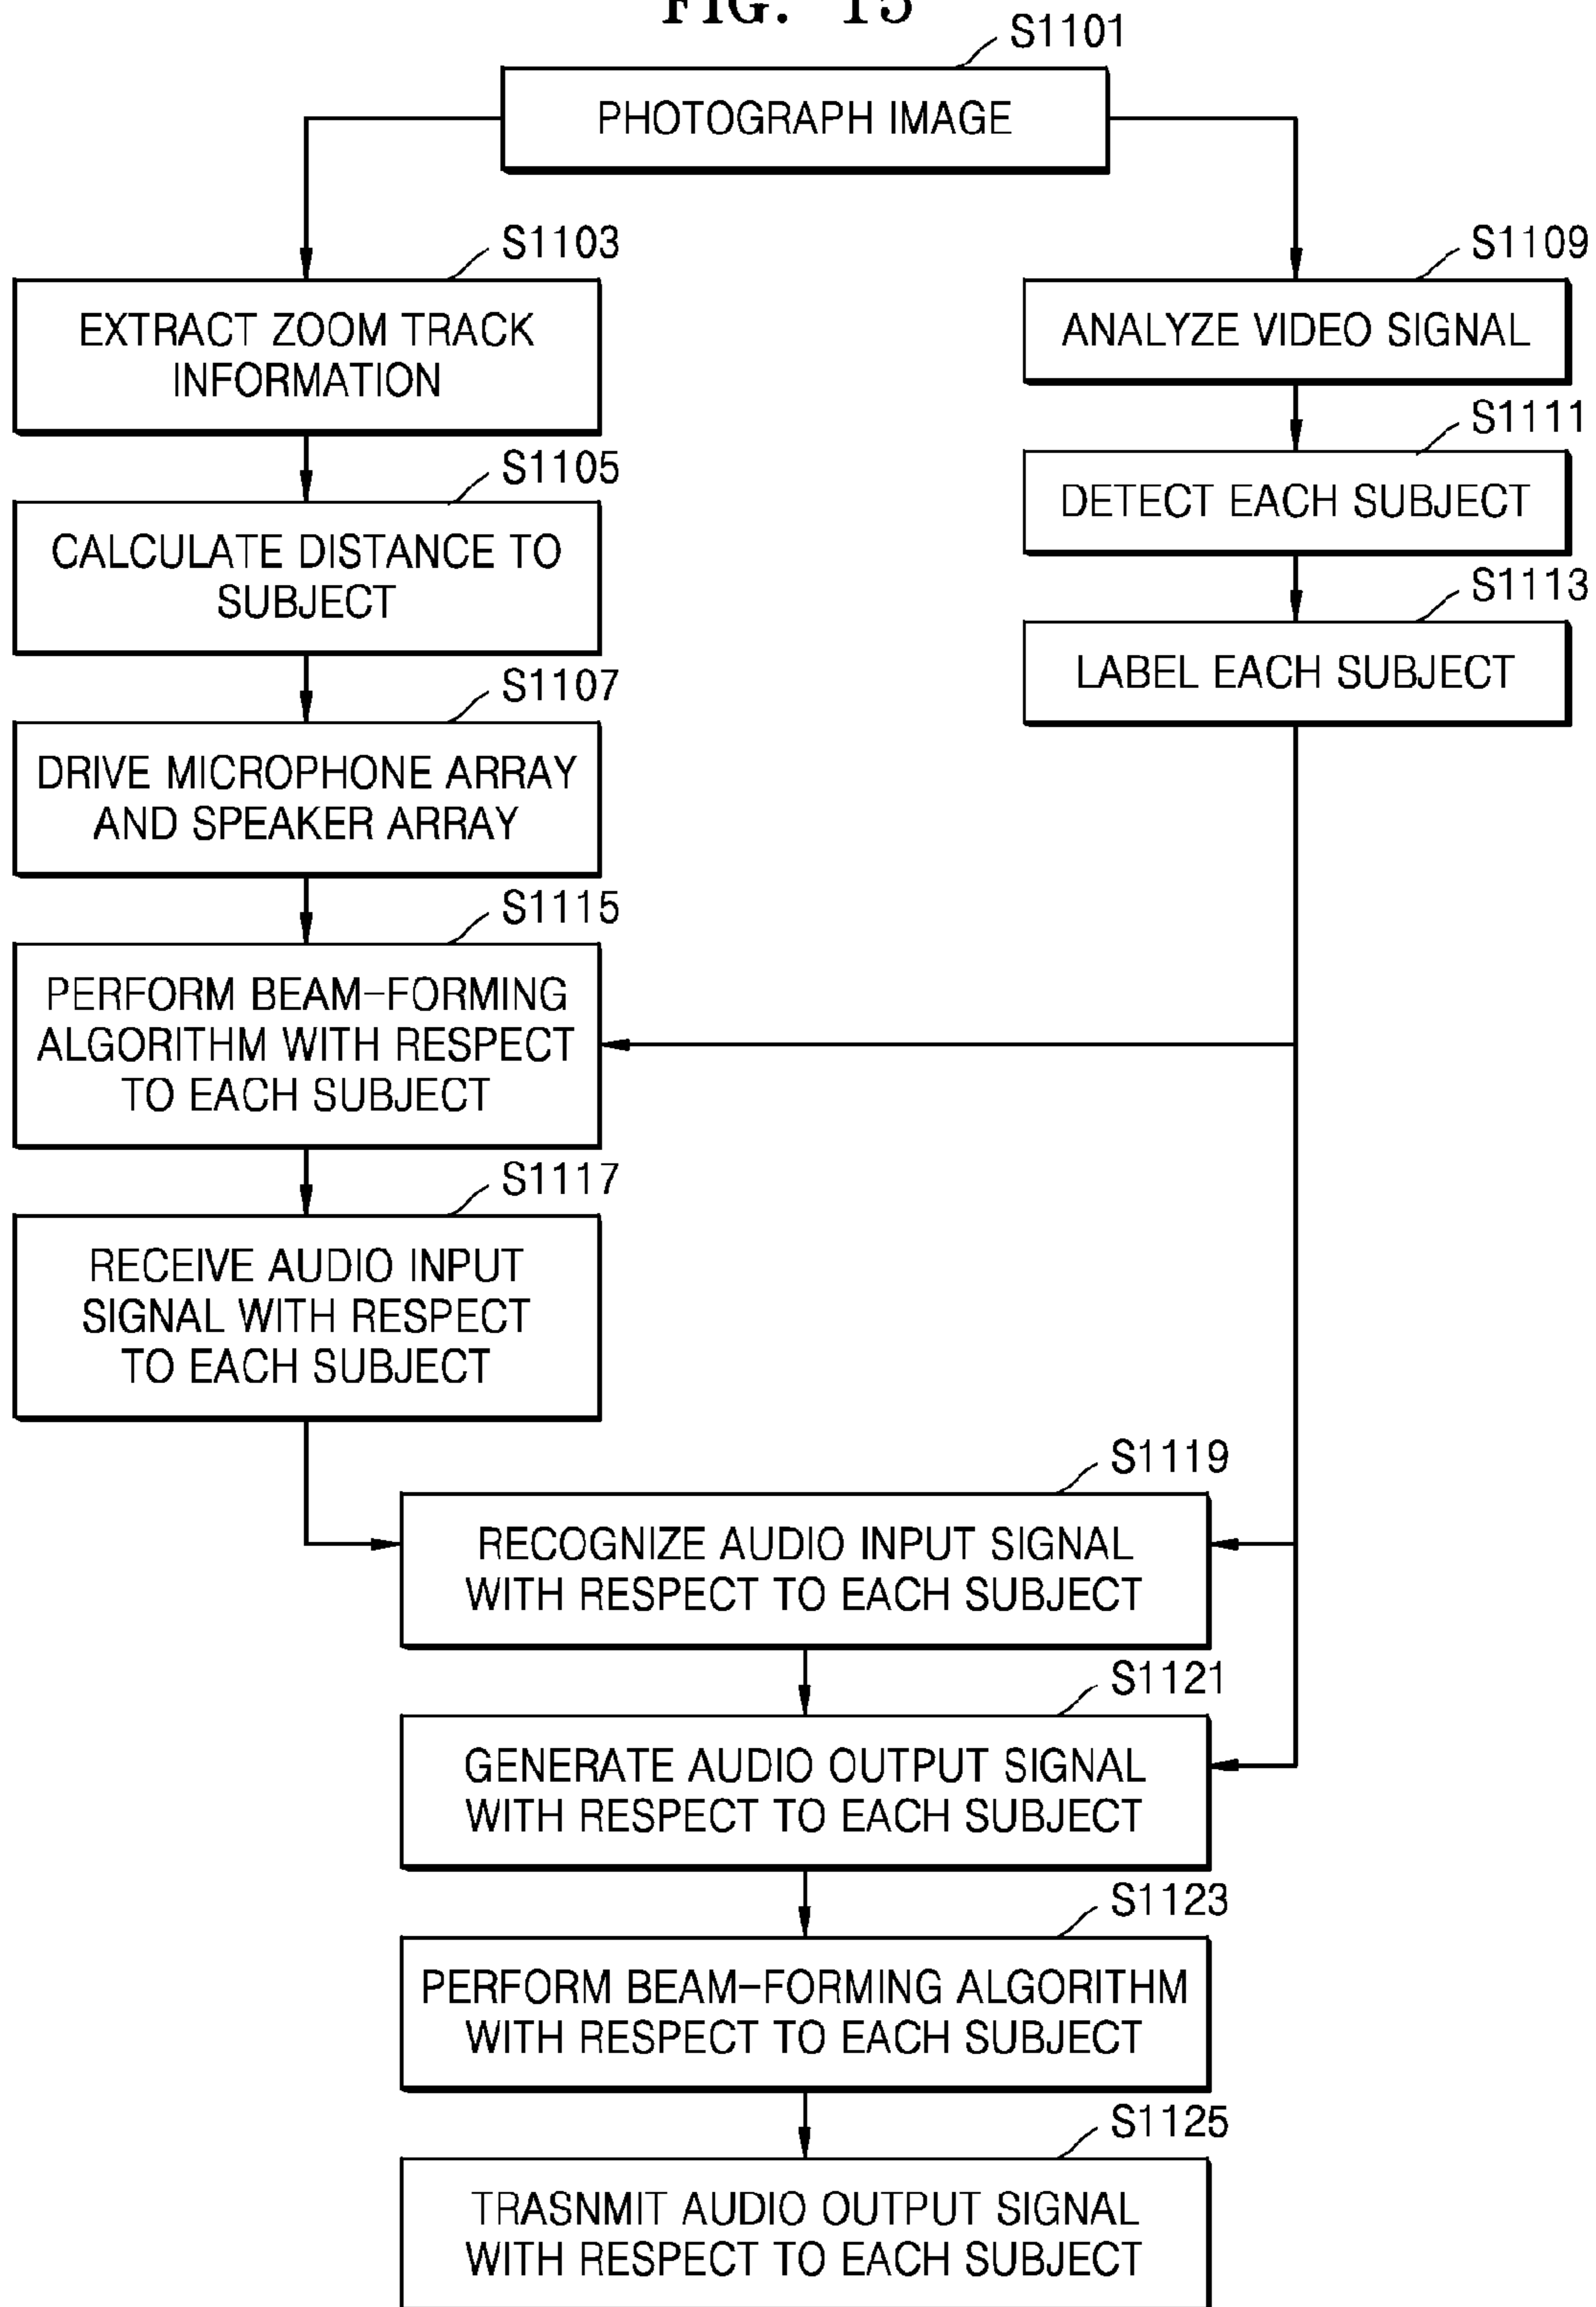 FIG. 15
S1101
PHOTOGRAPH IMAGE
S1103
EXTRACT ZOOM TRACK
INFORMATION
S1105
CALCULATE DISTANCE TO
SUBJECT
S1107
DRIVE MICROPHONE ARRAY
AND SPEAKER ARRAY
S1109
ANALYZE VIDEO SIGNAL
S1111
DETECT EACH SUBJECT
S1113
LABEL EACH SUBJECT
S1115
PERFORM BEAM-FORMING
ALGORITHM WITH RESPECT
TO EACH SUBJECT
S1117
RECEIVE AUDIO INPUT
SIGNAL WITH RESPECT
TO EACH SUBJECT
S1119
RECOGNIZE AUDIO INPUT SIGNAL
WITH RESPECT TO EACH SUBJECT
S1121
GENERATE AUDIO OUTPUT SIGNAL
WITH RESPECT TO EACH SUBJECT
S1123
PERFORM BEAM-FORMING ALGORITHM
WITH RESPECT TO EACH SUBJECT
S1125
TRASNMIT AUDIO OUTPUT SIGNAL
WITH RESPECT TO EACH SUBJECT